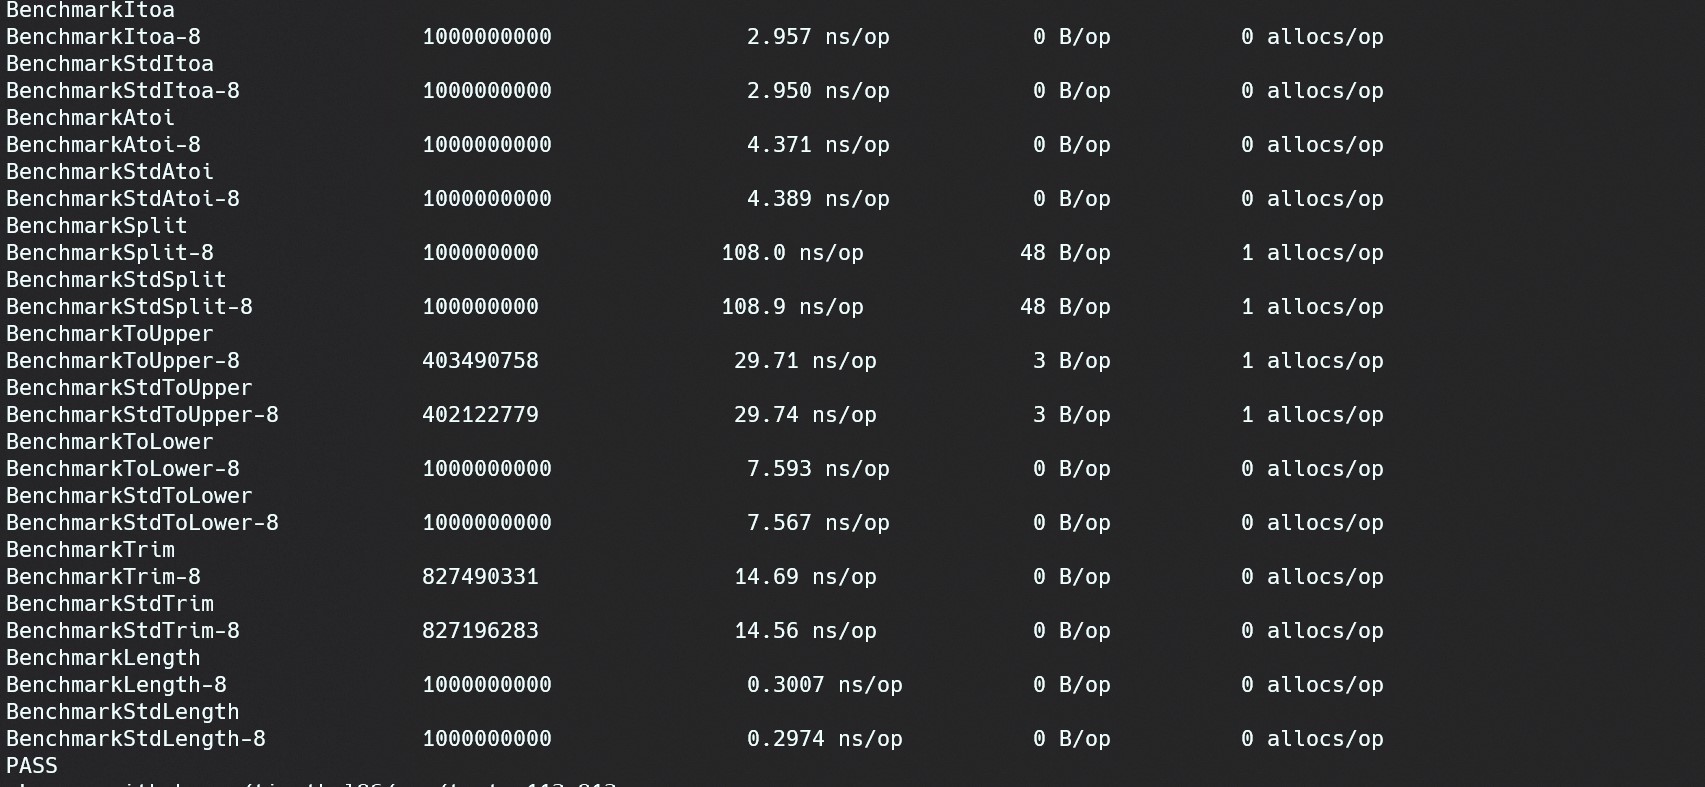 BenchmarkItoa
BenchmarkItoa-8 1000000000 2.957 ns/op 0 B/op 0 allocs/op
BenchmarkStdItoa
BenchmarkStdItoa-8 1000000000 2.950 ns/op 0 B/op 0 allocs/op
BenchmarkAtoi
BenchmarkAtoi-8 1000000000 4.371 ns/op 0 B/op 0 allocs/op
BenchmarkStdAtoi
BenchmarkStdAtoi-8 1000000000 4.389 ns/op 0 B/op 0 allocs/op
BenchmarkSplit
BenchmarkSplit-8 100000000 108.0 ns/op 48 B/op 1 allocs/op
BenchmarkStdSplit
BenchmarkStdSplit-8 100000000 108.9 ns/op 48 B/op 1 allocs/op
BenchmarkToUpper
BenchmarkToUpper-8 403490758 29.71 ns/op 3 B/op 1 allocs/op
BenchmarkStdToUpper
BenchmarkStdToUpper-8 402122779 29.74 ns/op 3 B/op 1 allocs/op
BenchmarkToLower
BenchmarkToLower-8 1000000000 7.593 ns/op 0 B/op 0 allocs/op
BenchmarkStdToLower
BenchmarkStdToLower-8 1000000000 7.567 ns/op 0 B/op 0 allocs/op
BenchmarkTrim
BenchmarkTrim-8 827490331 14.69 ns/op 0 B/op 0 allocs/op
BenchmarkStdTrim
BenchmarkStdTrim-8 827196283 14.56 ns/op 0 B/op 0 allocs/op
BenchmarkLength
BenchmarkLength-8 1000000000 0.3007 ns/op 0 B/op 0 allocs/op
BenchmarkStdLength
BenchmarkStdLength-8 1000000000 0.2974 ns/op 0 B/op 0 allocs/op
PASS